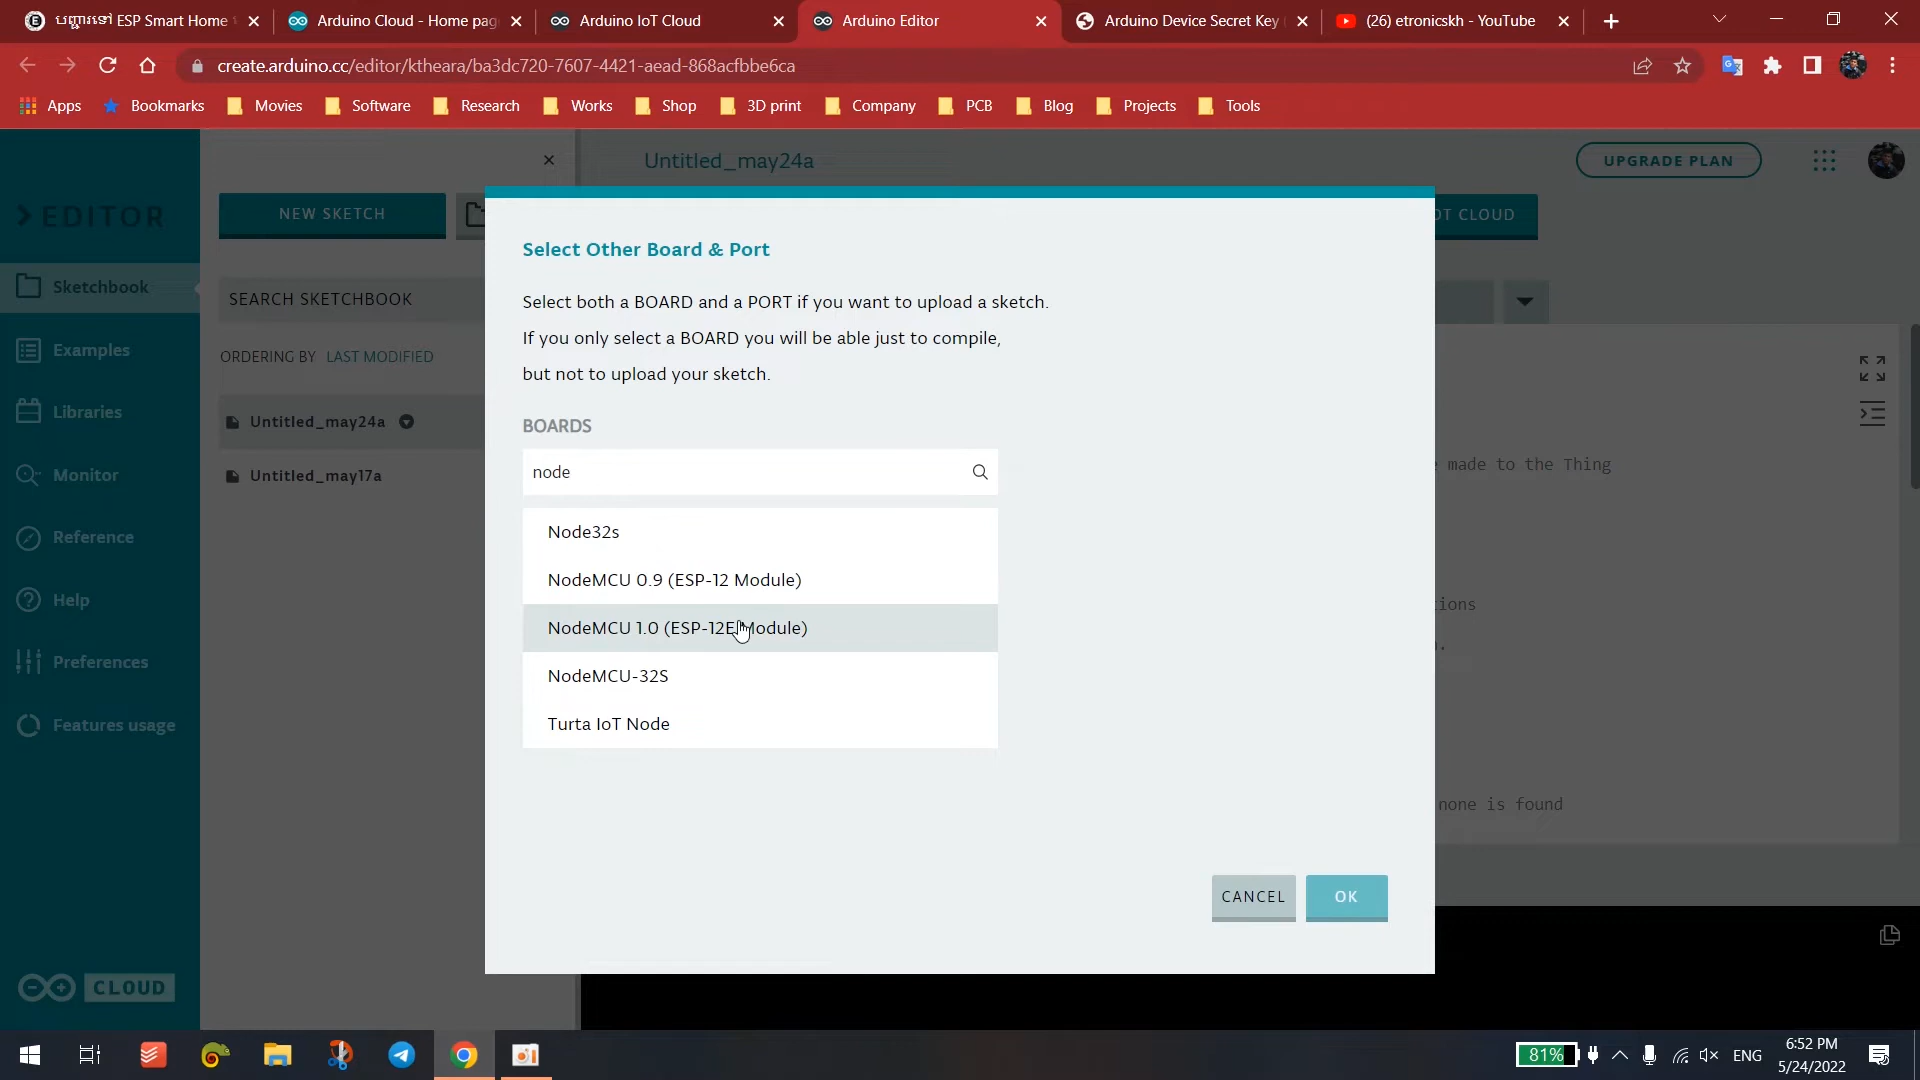 បញ្ជារទៅ ESP Smart Home
Arduino Cloud - Home pag
Arduino IoT Cloud
Arduino Editor
Arduino Device Secret Key
(26) etronicskh - YouTube
create.arduino.cc/editor/ktheara/ba3dc720-7607-4421-aead-868acfbbe6ca
Apps
Bookmarks
Movies
Software
Research
Works
Shop
3D print
Company
PCB
Blog
Projects
Tools
Untitled_may24a
UPGRADE PLAN
EDITOR
NEW SKETCH
OT CLOUD
Select Other Board & Port
Sketchbook
SEARCH SKETCHBOOK
Select both a BOARD and a PORT if you want to upload a sketch.
If you only select a BOARD you will be able just to compile,
but not to upload your sketch.
Examples
ORDERING BY LAST MODIFIED
Libraries
Untitled_may24a
BOARDS
node
made to the Thing
Monitor
Untitled_may17a
Reference
Node32s
NodeMCU 0.9 (ESP-12 Module)
NodeMCU 1.0 (ESP-12E Module)
NodeMCU-32S
Turta IoT Node
Help
ions
Preferences
Features usage
none is found
CANCEL
OK
CLOUD
81%
ENG
6:52 PM
5/24/2022